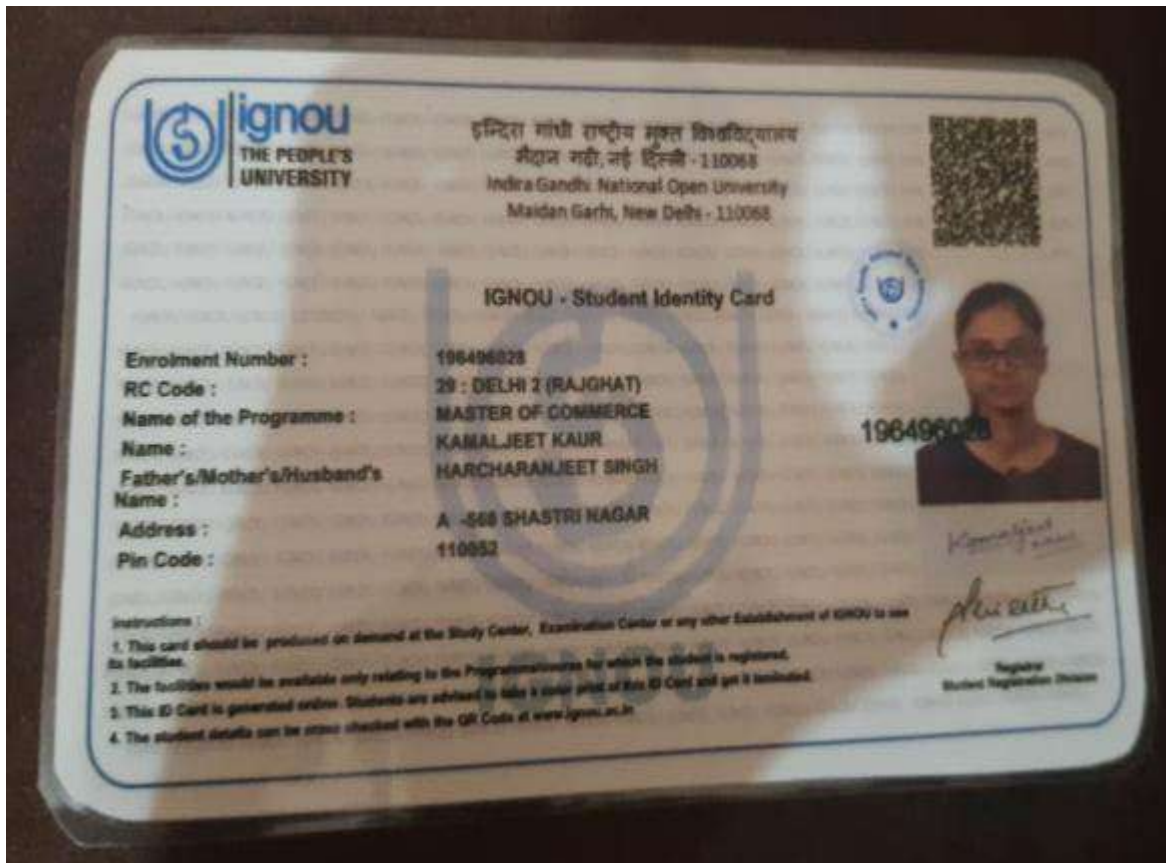 ignou
THE PEOPLE'S
UNIVERSITY
इन्दिरा गांधी राष्ट्रीय मुक्त विश्वविद्यालय
मैदान गढ़ी, नई दिल्ली - 110068
Indira Gandhi National Open University
Maidan Garhi, New Delhi - 110068
IGNOU - Student Identity Card
Enrolment Number : 196496028
RC Code : 29 : DELHI 2 (RAJGHAT)
Name of the Programme : MASTER OF COMMERCE
Name : KAMALJEET KAUR
Father's/Mother's/Husband's HARCHARANJEET SINGH
Name :
Address : A -568 SHASTRI NAGAR
Pin Code : 110052
196496028
Kamaljeet
Instructions :
1. This card should be produced on demand at the Study Center, Examination Center or any other Establishment of IGNOU to use
its facilities.
2. The facilities would be available only relating to the Programme/course for which the student is registered.
3. This ID Card is generated online. Students are advised to take a color print of this ID Card and get it laminated.
4. The student details can be cross checked with the QR Code at www.ignou.ac.in
Registrar
Student Registration Division
IGNOU